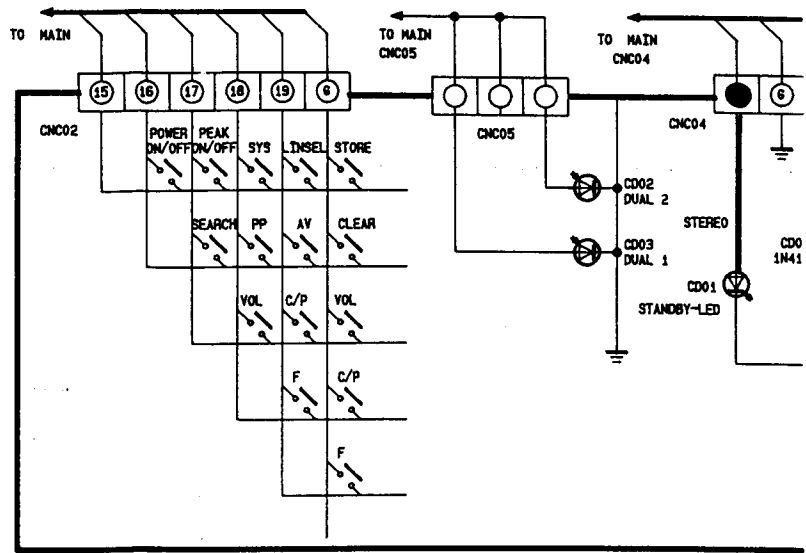 TO MAIN
TO MAIN
CNC05
TO MAIN
CNC04
15 16 17 18 19 G
G
CNC02
CNC05
CNC04
POWER ON/OFF
PEAK ON/OFF
SYS
LINSEL
STORE
CD02
DUAL 2
SEARCH
PP
AV
CLEAR
STEREO
CD03
DUAL 1
CD0
1N41
CD01
STANDBY-LED
VOL
C/P
VOL
F
C/P
F